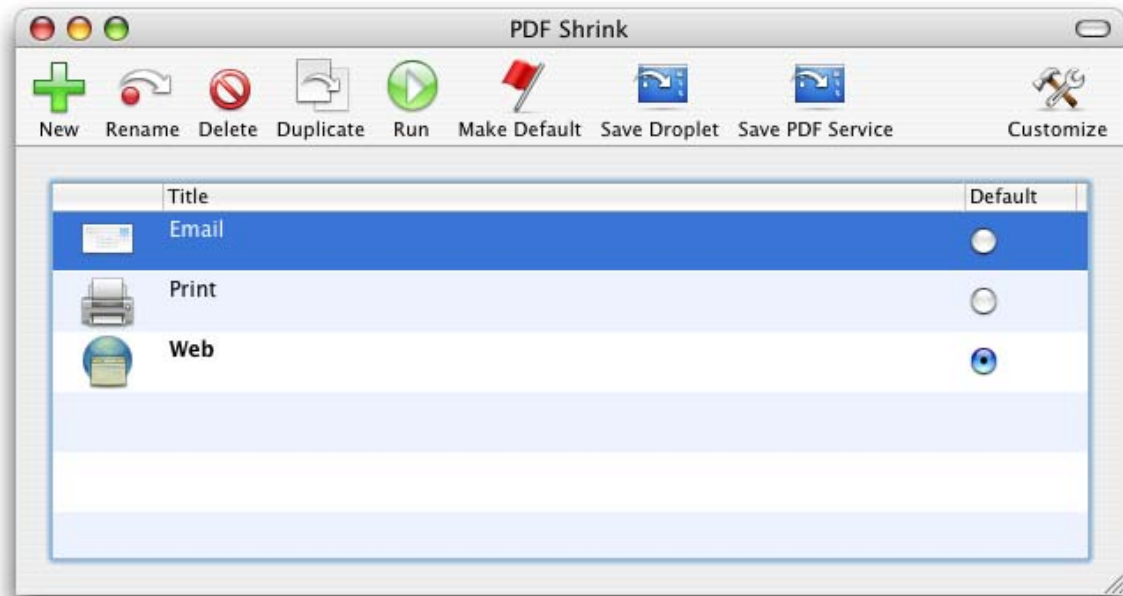 PDF Shrink
New Rename Delete Duplicate Run Make Default Save Droplet Save PDF Service Customize
Title Default
Email
Print
Web